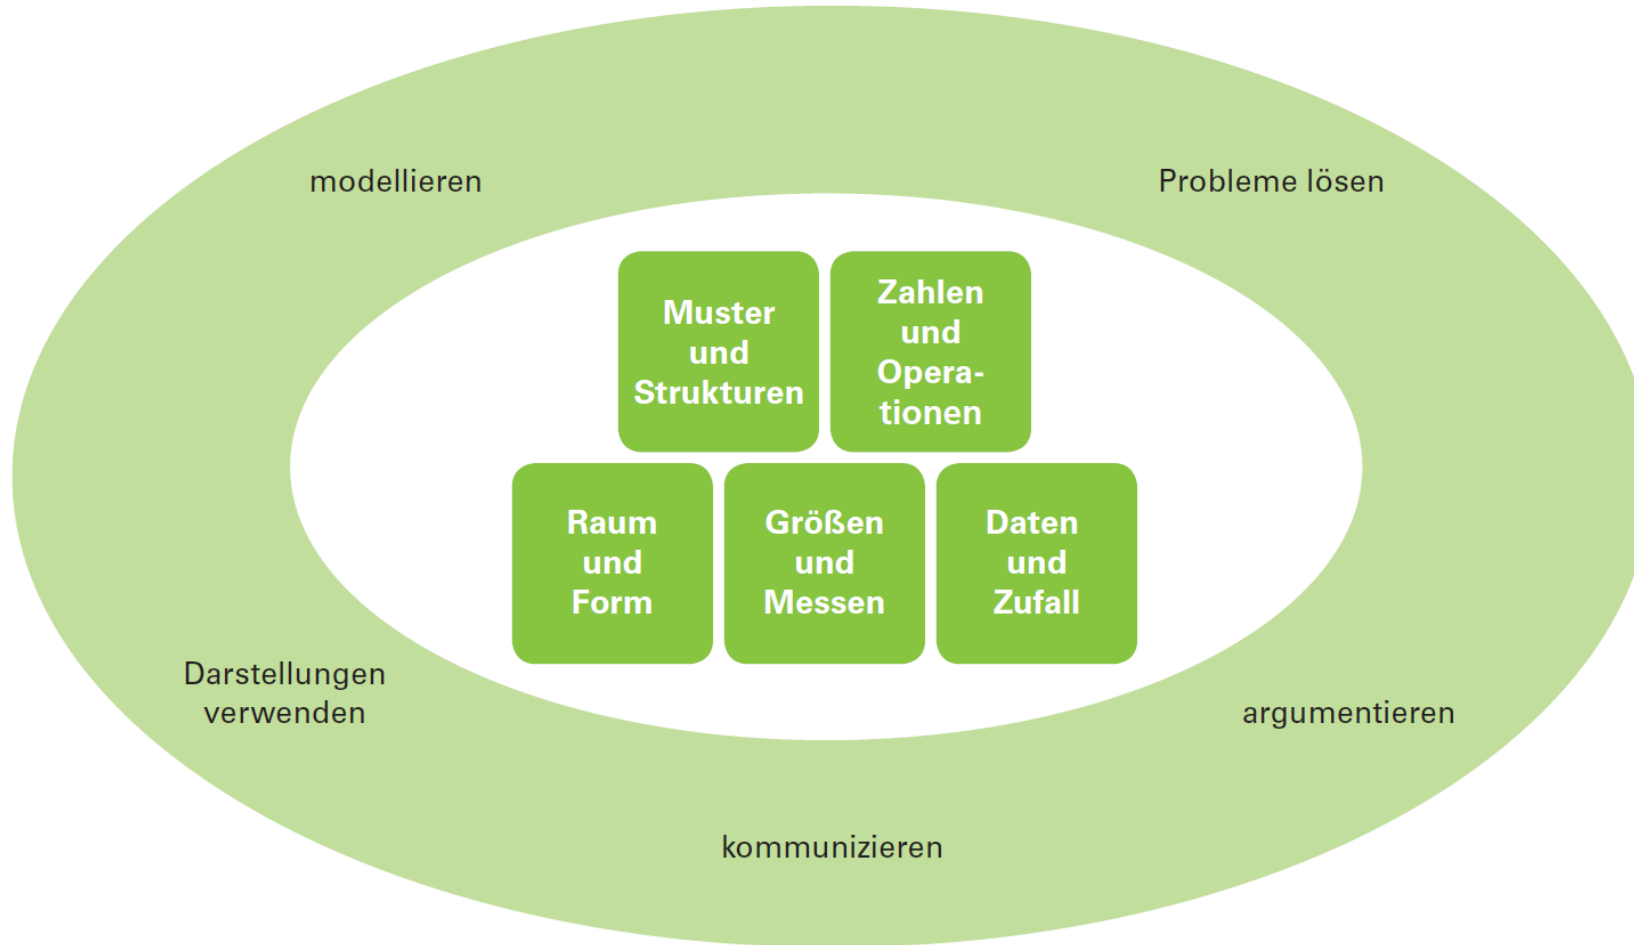 modellieren
Probleme lösen
Muster
und
Strukturen
Zahlen
und
Opera-
tionen
Raum
und
Form
Größen
und
Messen
Daten
und
Zufall
Darstellungen
verwenden
argumentieren
kommunizieren